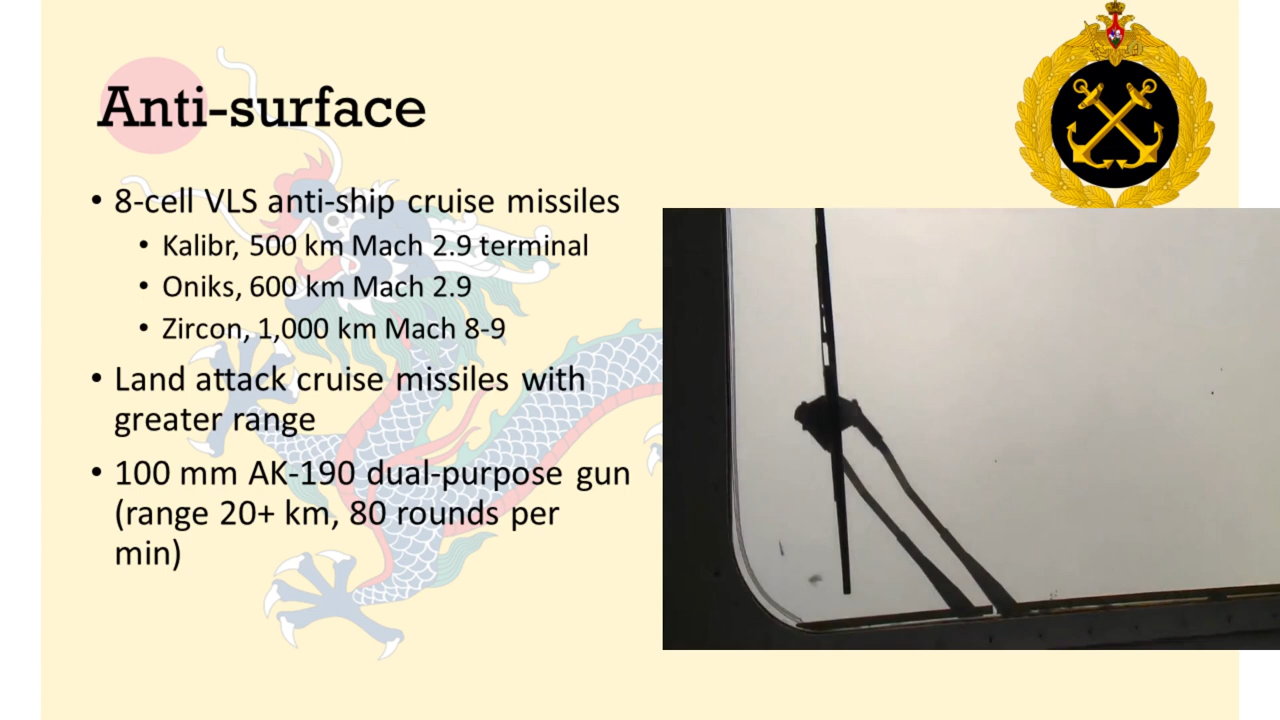 Anti-surface
• 8-cell VLS anti-ship cruise missiles
• Kalibr, 500 km Mach 2.9 terminal
• Oniks, 600 km Mach 2.9
• Zircon, 1,000 km Mach 8-9
• Land attack cruise missiles with
greater range
• 100 mm AK-190 dual-purpose gun
(range 20+ km, 80 rounds per
min)